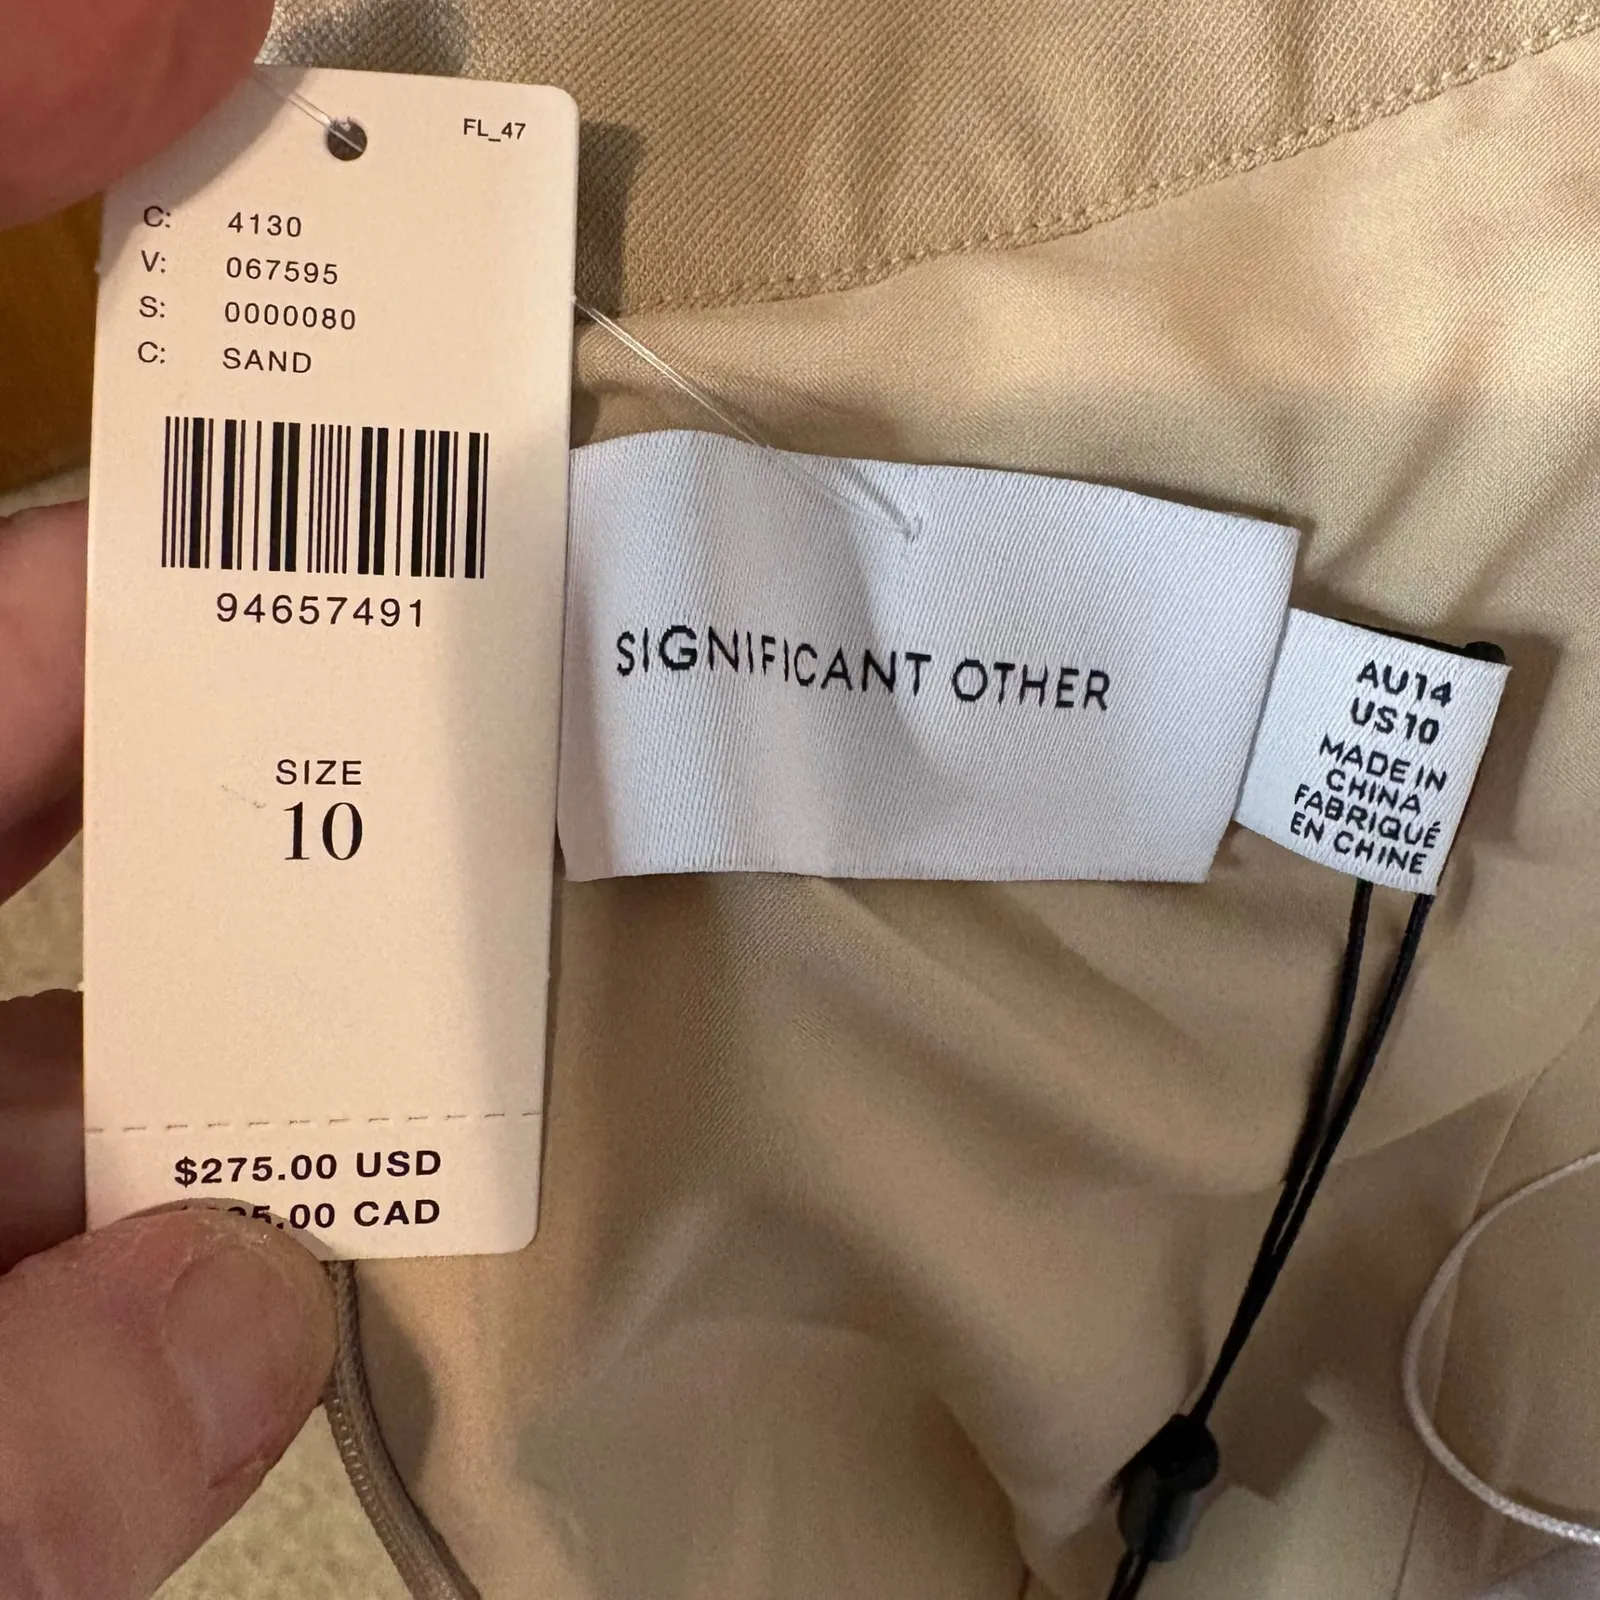 FL_47
C: 4130
V: 067595
S: 0000080
C: SAND
94657491
SIZE
10
$275.00 USD
CAD
SIGNIFICANT OTHER
AU14
US10
MADE IN
CHINA
FABRIQUÉ
EN CHINE